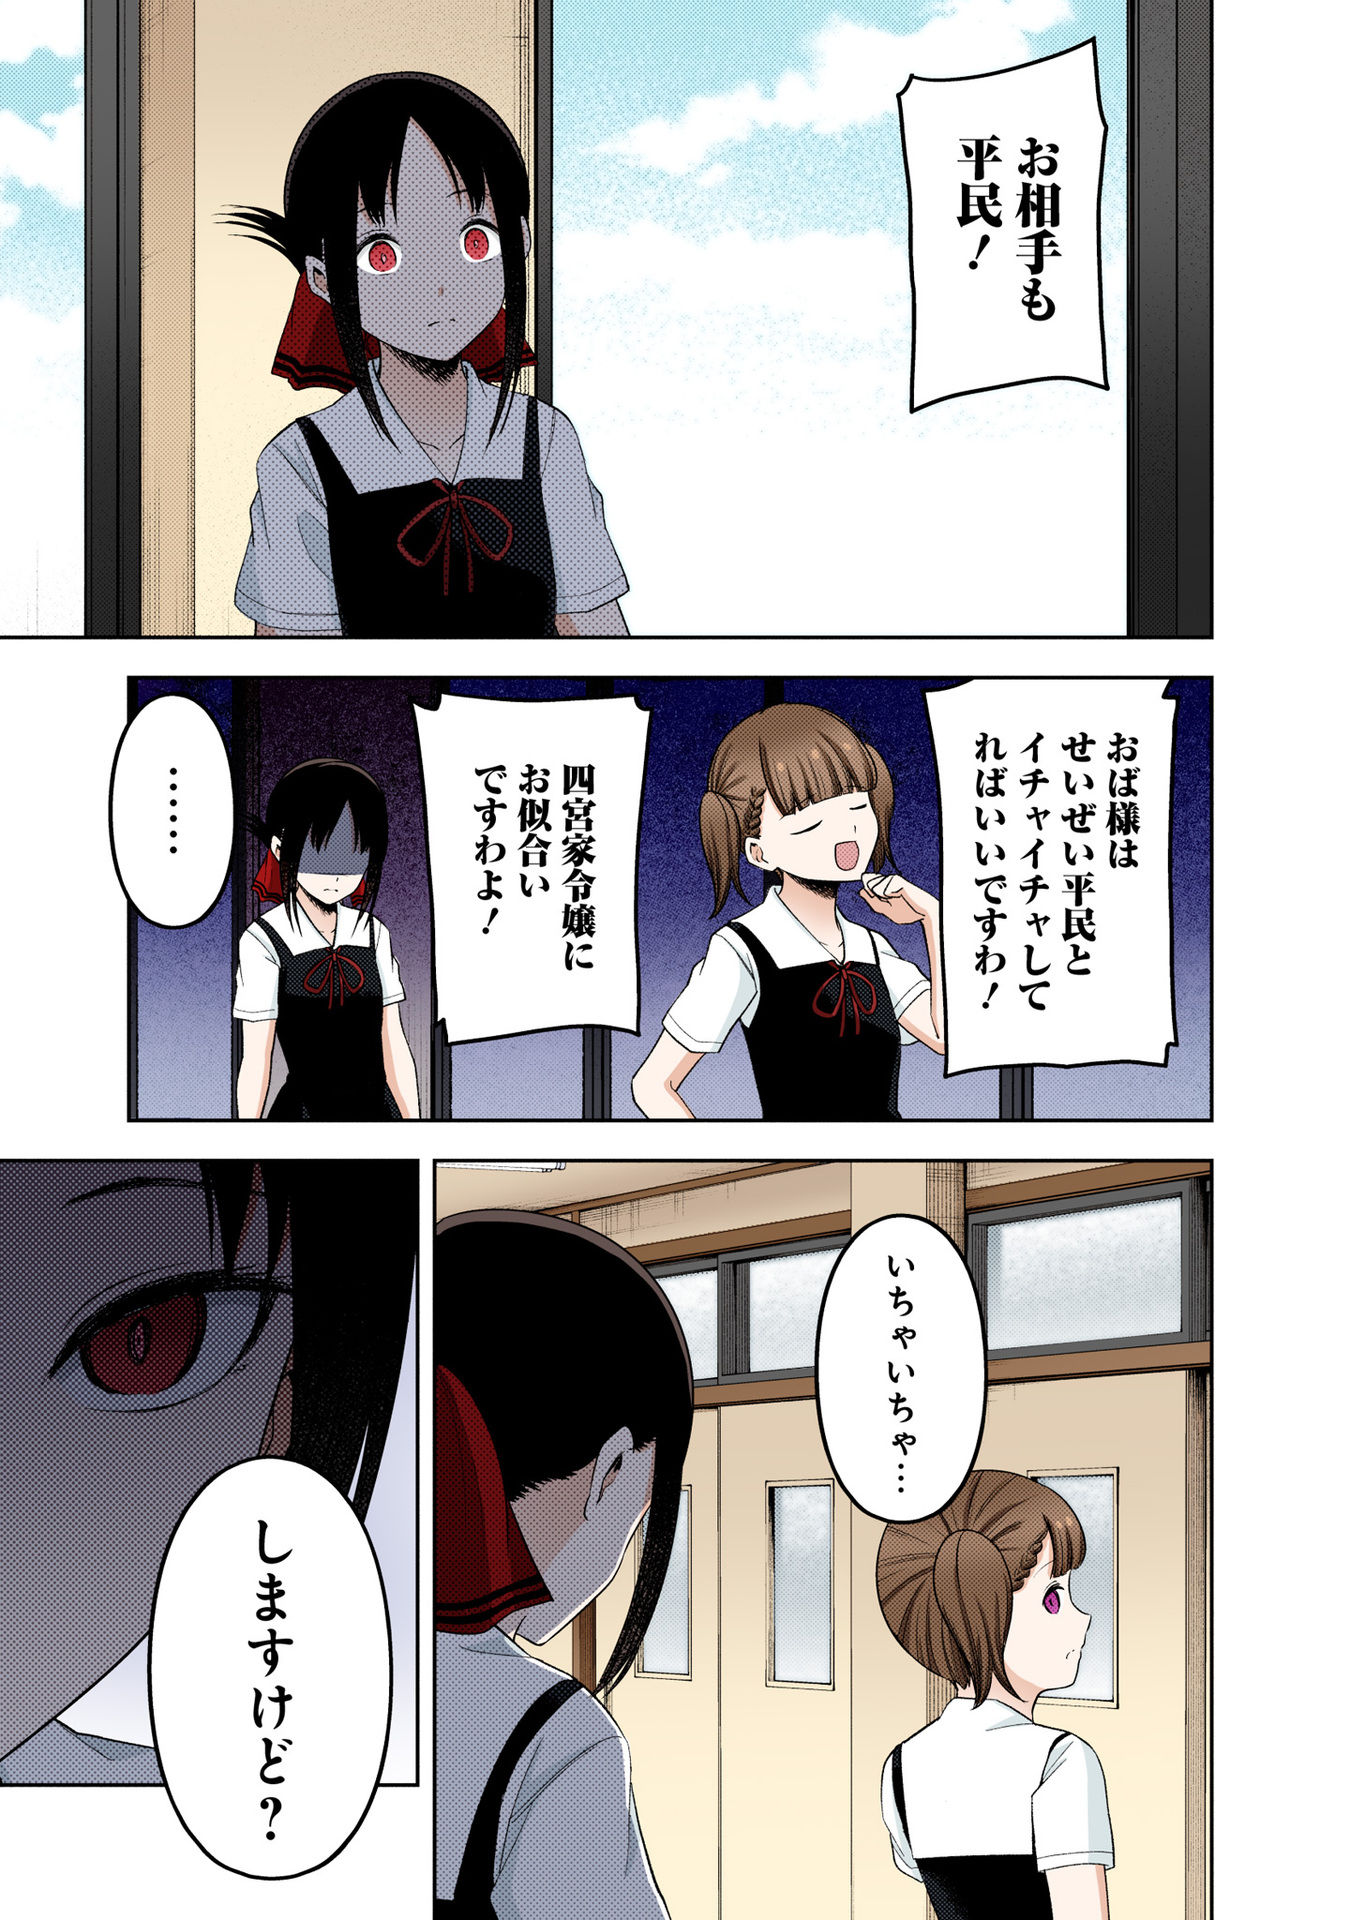 お相手も
平民！
おば様は
せいぜい平民と
イチャイチャして
ればいいですわ！
四宮家令嬢に
お似合い
ですわよ！
……
いちゃいちゃ…
しますけど？